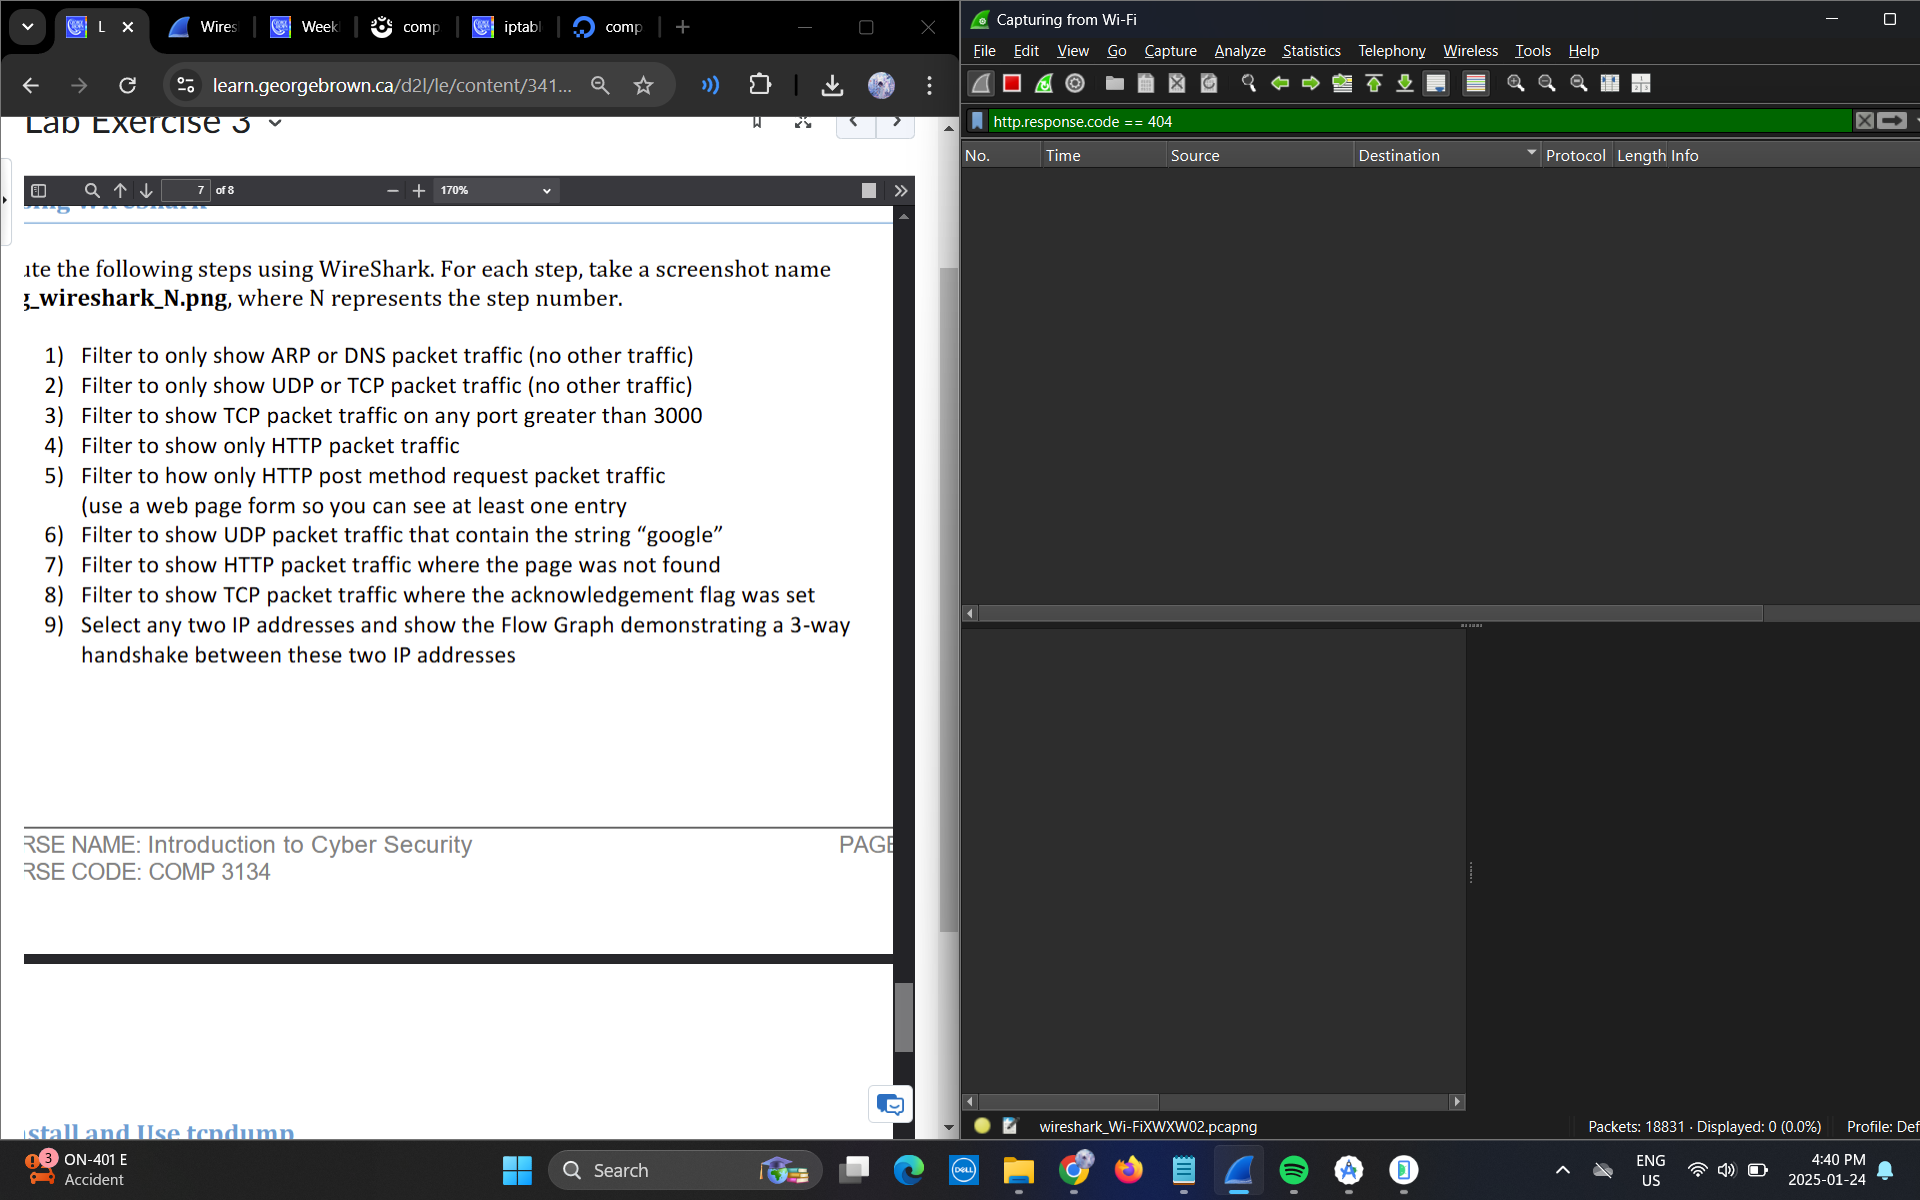 L
Wires
Week
comp
iptabl
comp
learn.georgebrown.ca/d2l/le/content/341...
Lab Exercise 3
7 of 8
170%
ute the following steps using WireShark. For each step, take a screenshot name
g_wireshark_N.png, where N represents the step number.
1) Filter to only show ARP or DNS packet traffic (no other traffic)
2) Filter to only show UDP or TCP packet traffic (no other traffic)
3) Filter to show TCP packet traffic on any port greater than 3000
4) Filter to show only HTTP packet traffic
5) Filter to how only HTTP post method request packet traffic
(use a web page form so you can see at least one entry
6) Filter to show UDP packet traffic that contain the string “google”
7) Filter to show HTTP packet traffic where the page was not found
8) Filter to show TCP packet traffic where the acknowledgement flag was set
9) Select any two IP addresses and show the Flow Graph demonstrating a 3-way
handshake between these two IP addresses
RSE NAME: Introduction to Cyber Security PAGE
RSE CODE: COMP 3134
stall and Use tcpdump
Capturing from Wi-Fi
File Edit View Go Capture Analyze Statistics Telephony Wireless Tools Help
http.response.code == 404
No. Time Source Destination Protocol Length Info
wireshark_Wi-FiXWXW02.pcapng
Packets: 18831 · Displayed: 0 (0.0%)
Profile: Def
3
ON-401 E
Accident
Search
DELL
ENG
US
4:40 PM
2025-01-24